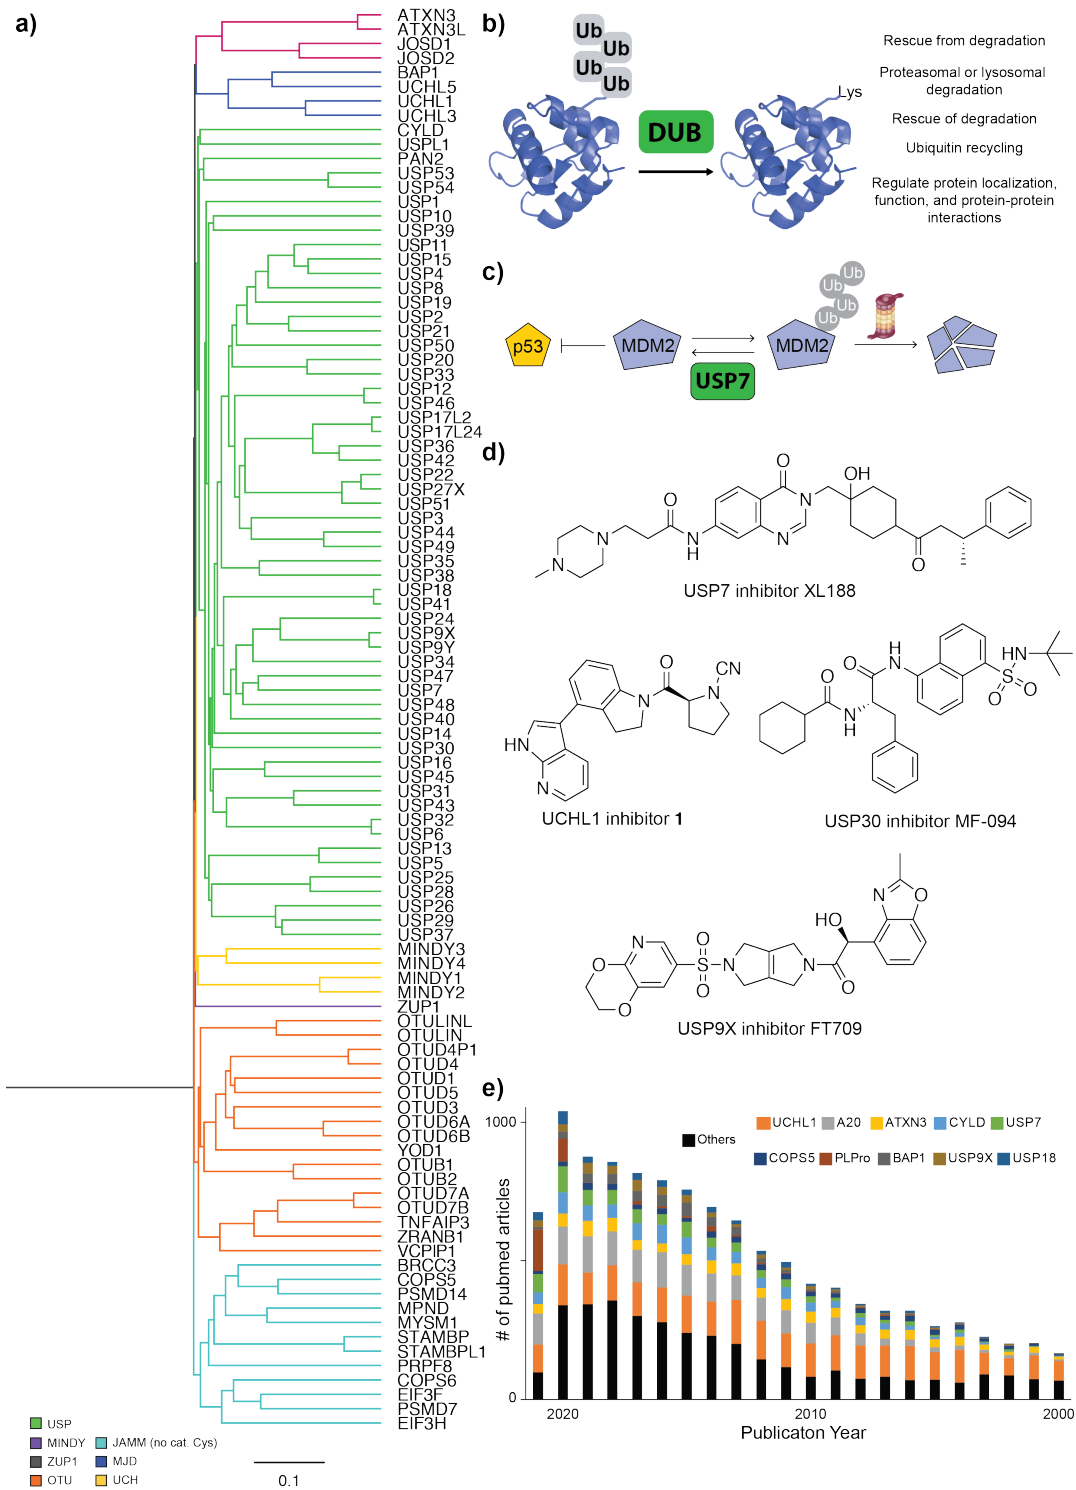 a)
ATXN3
ATXN3L
JOSD1
JOSD2
BAP1
UCHL5
UCHL1
UCHL3
CYLD
USPL1
PAN2
USP53
USP54
USP1
USP10
USP39
USP11
USP15
USP4
USP8
USP19
USP2
USP21
USP50
USP20
USP33
USP12
USP46
USP17L2
USP17L24
USP36
USP42
USP22
USP27X
USP51
USP3
USP44
USP49
USP35
USP38
USP18
USP41
USP24
USP9X
USP9Y
USP34
USP47
USP7
USP48
USP40
USP14
USP30
USP16
USP45
USP31
USP43
USP32
USP6
USP13
USP5
USP25
USP28
USP26
USP29
USP37
MINDY3
MINDY4
MINDY1
MINDY2
ZUP1
OTULINL
OTULIN
OTUD4P1
OTUD4
OTUD1
OTUD5
OTUD3
OTUD6A
OTUD6B
YOD1
OTUB1
OTUB2
OTUD7A
OTUD7B
TNFAIP3
ZRANB1
VCPIP1
BRCC3
COPS5
PSMD14
MPND
MYSM1
STAMBP
STAMBPL1
PRPF8
COPS6
EIF3F
PSMD7
EIF3H
USP
MINDY
JAMM (no cat. Cys)
ZUP1
MJD
OTU
UCH
0.1
b)
Ub
Ub
Ub
Ub
DUB
Lys
Rescue from degradation
Proteasomal or lysosomal
degradation
Rescue of degradation
Ubiquitin recycling
Regulate protein localization,
function, and protein-protein
interactions
c)
p53
MDM2
USP7
MDM2
Ub
Ub
Ub
Ub
d)
N
N
O
N
H
O
N
N
OH
O
USP7 inhibitor XL188
HN
N
N
O
N
CN
UCHL1 inhibitor 1
O
N
H
O
H
N
S
O
O
HN
USP30 inhibitor MF-094
O
O
N
S
O
O
N
N
O
HO
N
O
USP9X inhibitor FT709
e)
Others
UCHL1
A20
ATXN3
CYLD
USP7
COPS5
PLPro
BAP1
USP9X
USP18
# of pubmed articles
1000
0
2020
2010
2000
Publicaton Year